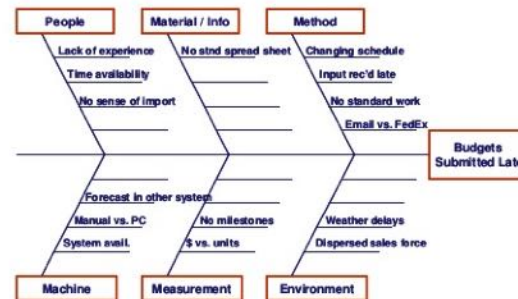 People
Material / Info
Method
Lack of experience
No stnd spread sheet
Changing schedule
Time availability
Input rec'd late
No sense of import
No standard work
Email vs. FedEx
Budgets
Submitted Late
Forecast in other system
Manual vs. PC
No milestones
Weather delays
System avail.
$ vs. units
Dispersed sales force
Machine
Measurement
Environment